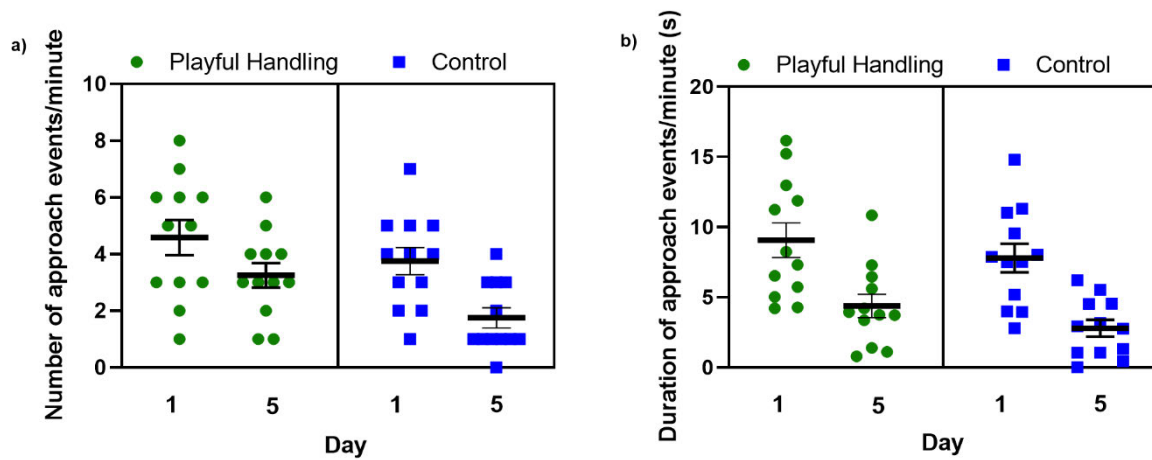 a)
Playful Handling Control
Number of approach events/minute
10
8
6
4
2
0
1 5 1 5
Day
b)
Playful Handling Control
Duration of approach events/minute (s)
20
15
10
5
0
1 5 1 5
Day